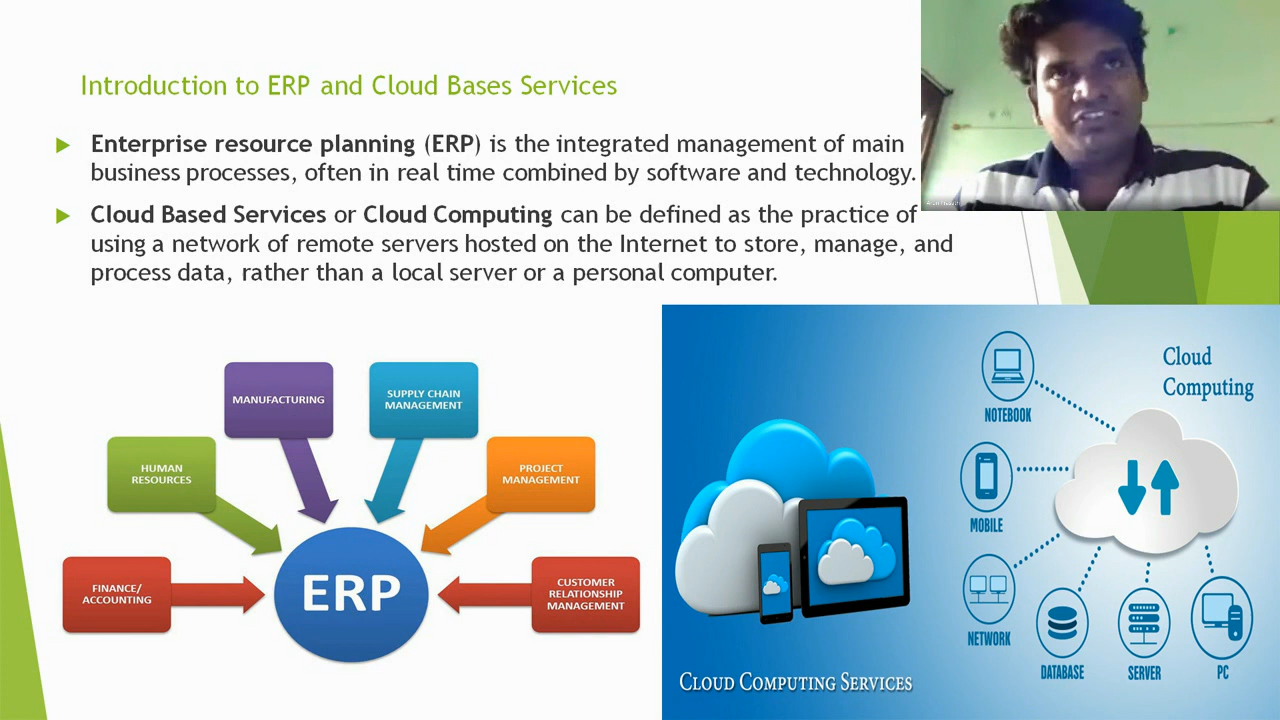 Introduction to ERP and Cloud Bases Services
Enterprise resource planning (ERP) is the integrated management of main
business processes, often in real time combined by software and technology.
Cloud Based Services or Cloud Computing can be defined as the practice of
using a network of remote servers hosted on the Internet to store, manage, and
process data, rather than a local server or a personal computer.
MANUFACTURING
SUPPLY CHAIN
MANAGEMENT
HUMAN
RESOURCES
PROJECT
MANAGEMENT
FINANCE/
ACCOUNTING
ERP
CUSTOMER
RELATIONSHIP
MANAGEMENT
Cloud
Computing
NOTEBOOK
MOBILE
NETWORK
DATABASE
SERVER
PC
CLOUD COMPUTING SERVICES